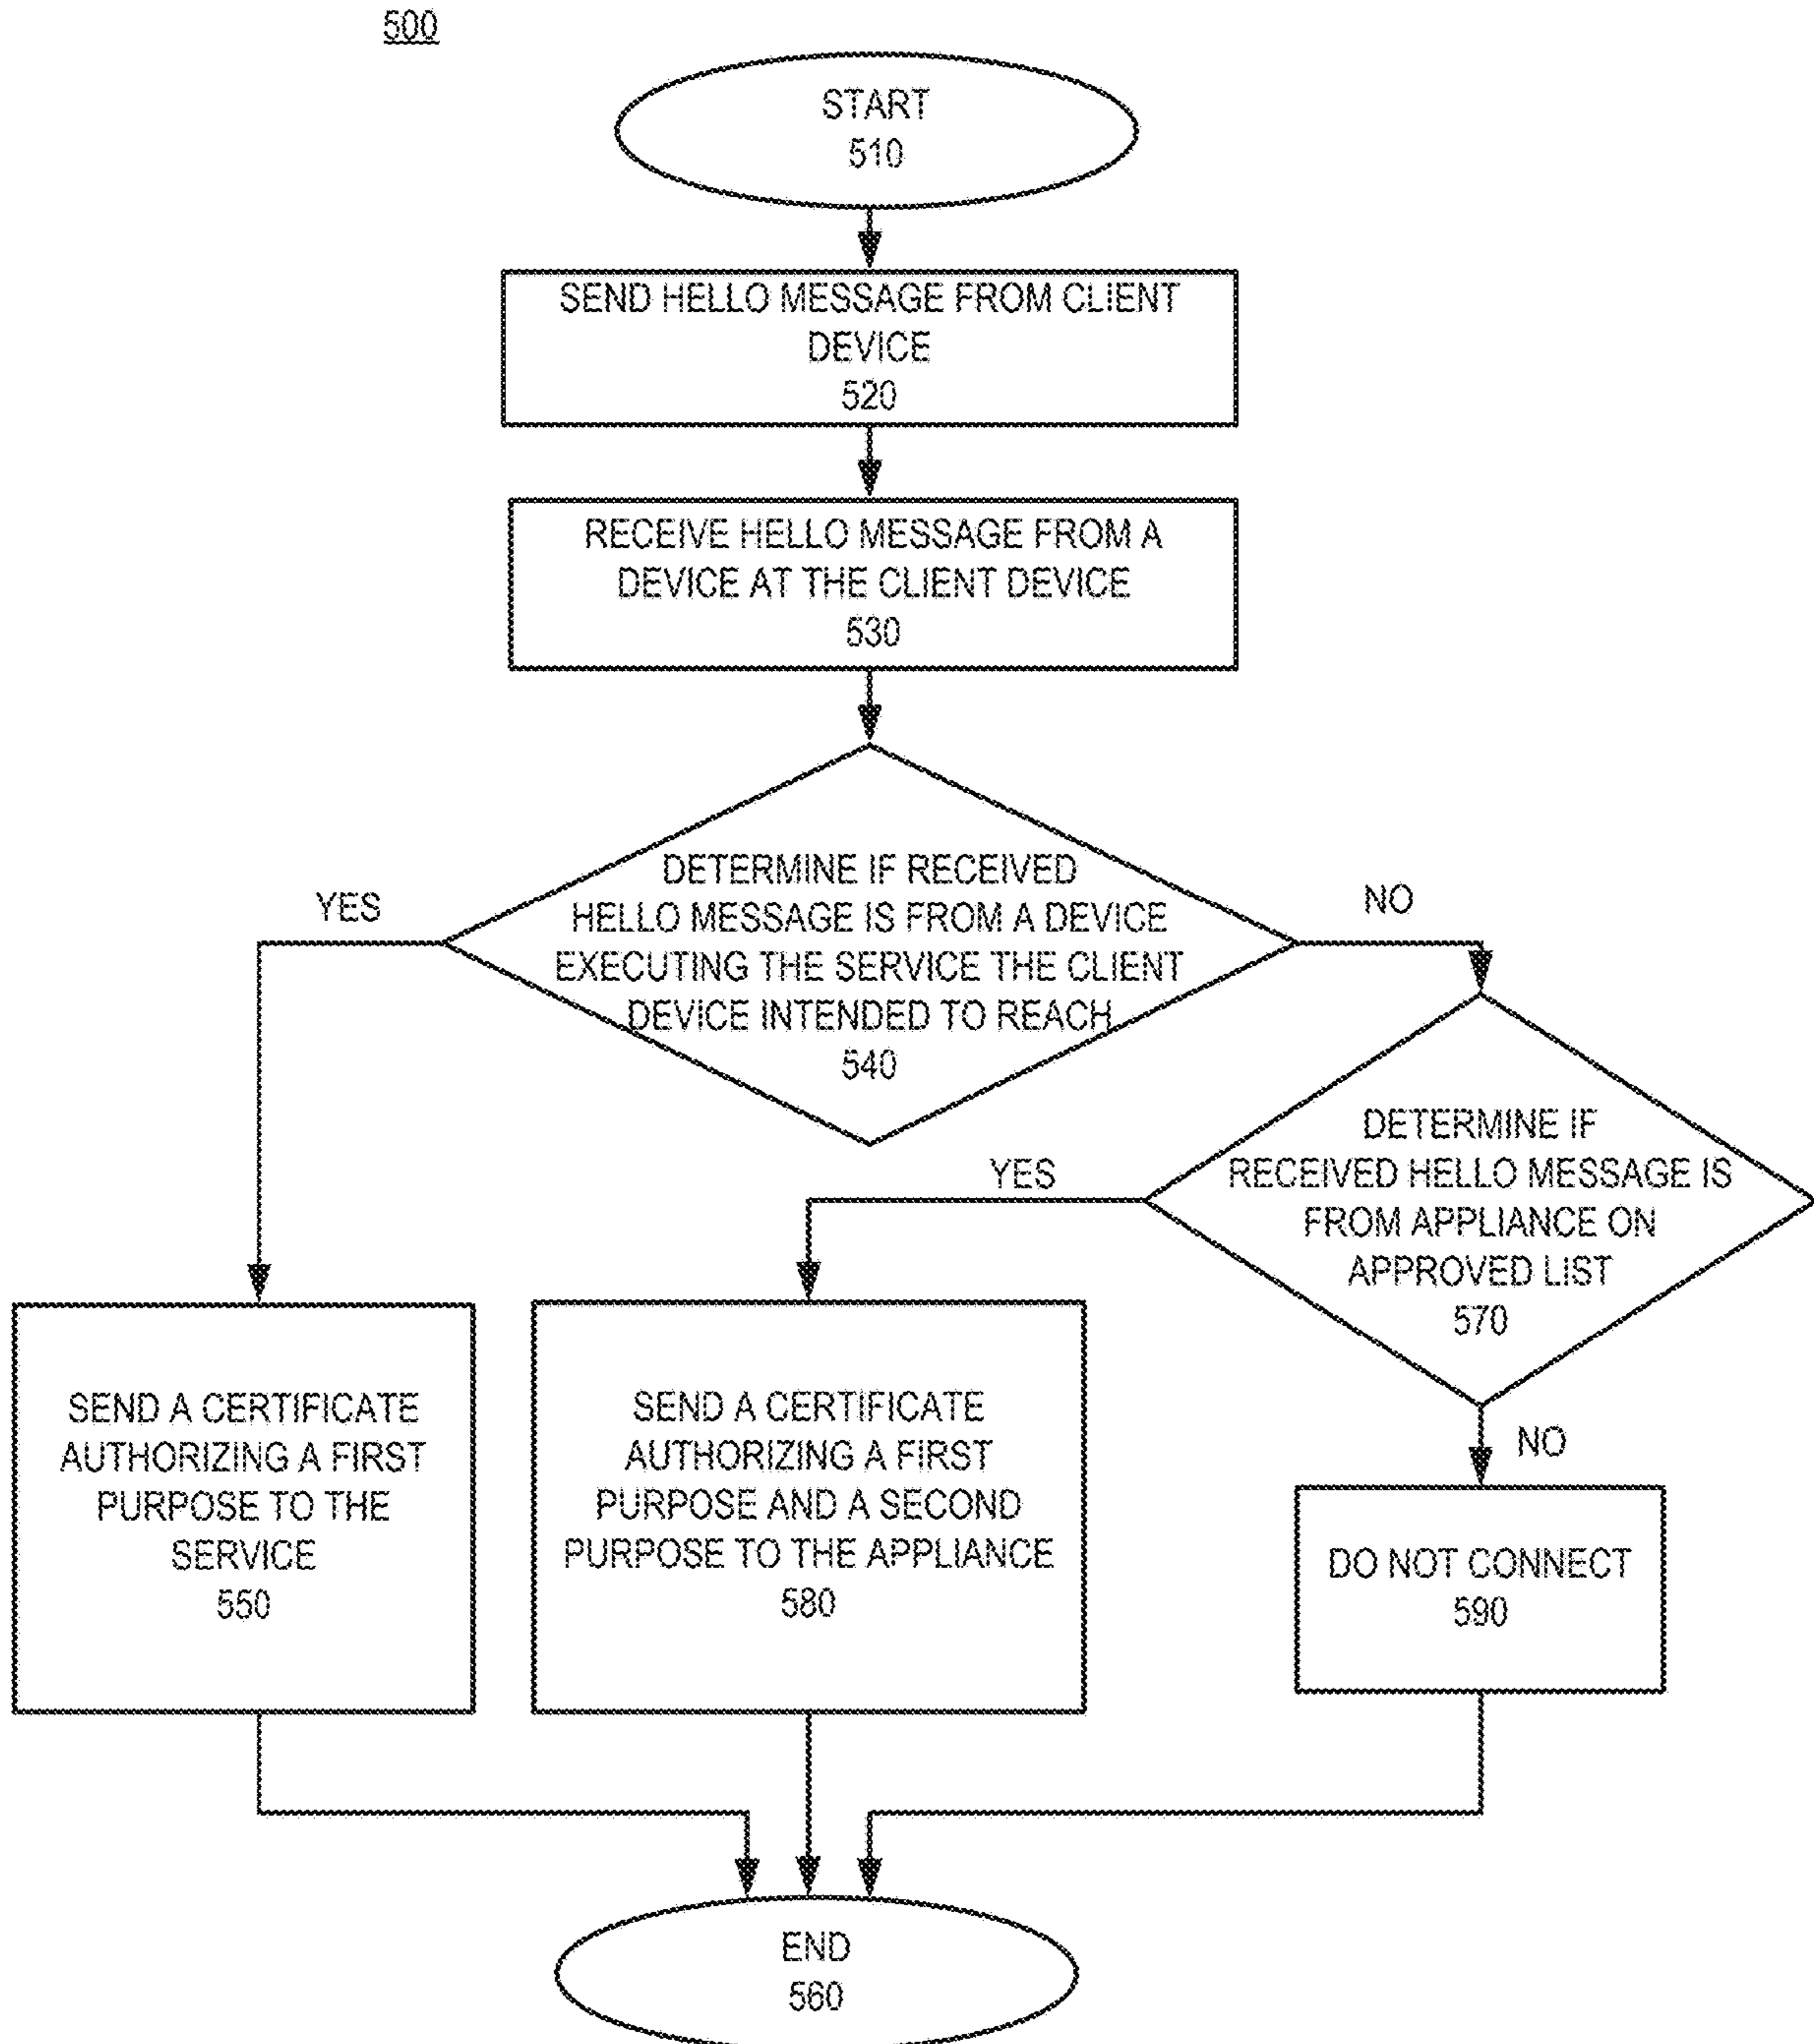 500
START
510
SEND HELLO MESSAGE FROM CLIENT
DEVICE
520
RECEIVE HELLO MESSAGE FROM A
DEVICE AT THE CLIENT DEVICE
530
DETERMINE IF RECEIVED
HELLO MESSAGE IS FROM A DEVICE
EXECUTING THE SERVICE THE CLIENT
DEVICE INTENDED TO REACH
540
YES
NO
DETERMINE IF
RECEIVED HELLO MESSAGE IS
FROM APPLIANCE ON
APPROVED LIST
570
YES
NO
SEND A CERTIFICATE
AUTHORIZING A FIRST
PURPOSE TO THE
SERVICE
550
SEND A CERTIFICATE
AUTHORIZING A FIRST
PURPOSE AND A SECOND
PURPOSE TO THE APPLIANCE
580
DO NOT CONNECT
590
END
560